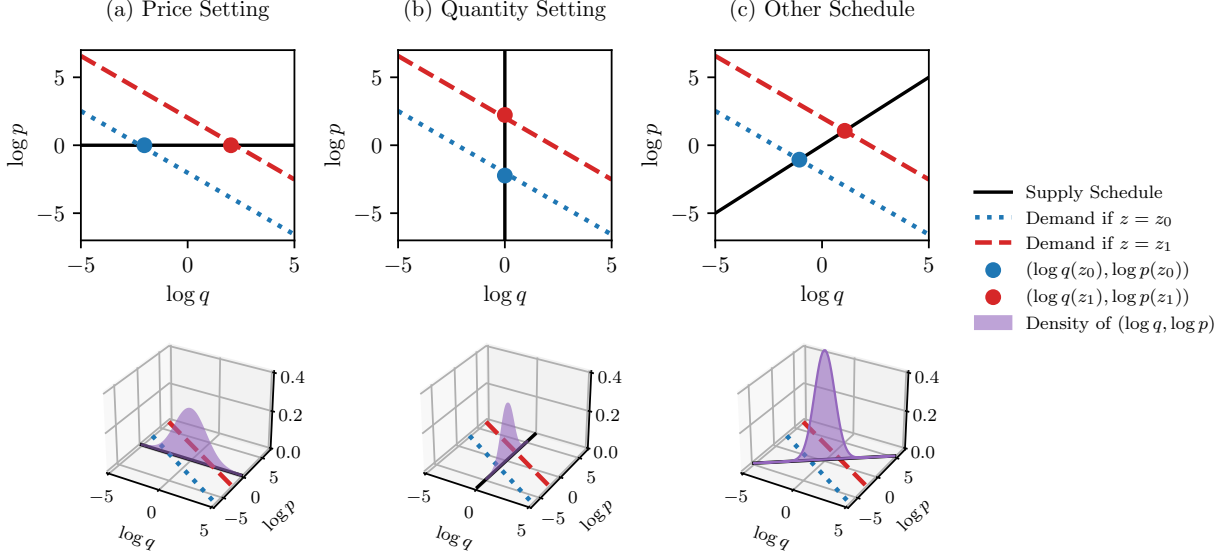 (a) Price Setting
(b) Quantity Setting
(c) Other Schedule
5
0
−5
log p
−5
0
5
log q
5
0
−5
log p
−5
0
5
log q
5
0
−5
log p
−5
0
5
log q
Supply Schedule
Demand if z = z₀
Demand if z = z₁
(log q(z₀), log p(z₀))
(log q(z₁), log p(z₁))
Density of (log q, log p)
0.4
0.2
0.0
−5
0
5
log q
−5
0
5
log p
0.4
0.2
0.0
−5
0
5
log q
−5
0
5
log p
0.4
0.2
0.0
−5
0
5
log q
−5
0
5
log p